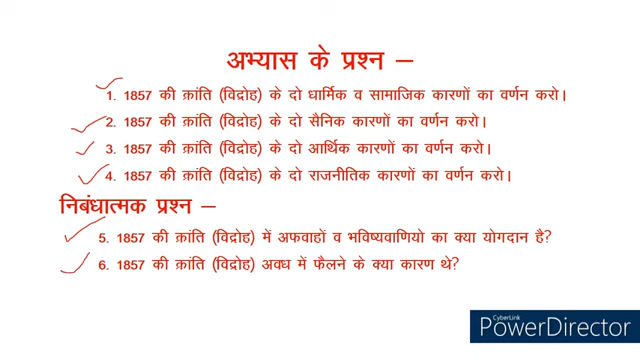 अभ्यास के प्रश्न –
1. 1857 की क्रांति (विद्रोह) के दो धार्मिक व सामाजिक कारणों का वर्णन करो।
2. 1857 की क्रांति (विद्रोह) के दो सैनिक कारणों का वर्णन करो।
3. 1857 की क्रांति (विद्रोह) के दो आर्थिक कारणों का वर्णन करो।
4. 1857 की क्रांति (विद्रोह) के दो राजनीतिक कारणों का वर्णन करो।
निबंधात्मक प्रश्न –
5. 1857 की क्रांति (विद्रोह) में अफवाहों व भविष्यवाणियो का क्या योगदान है?
6. 1857 की क्रांति (विद्रोह) अवध में फैलने के क्या कारण थे?
CyberLink
PowerDirector